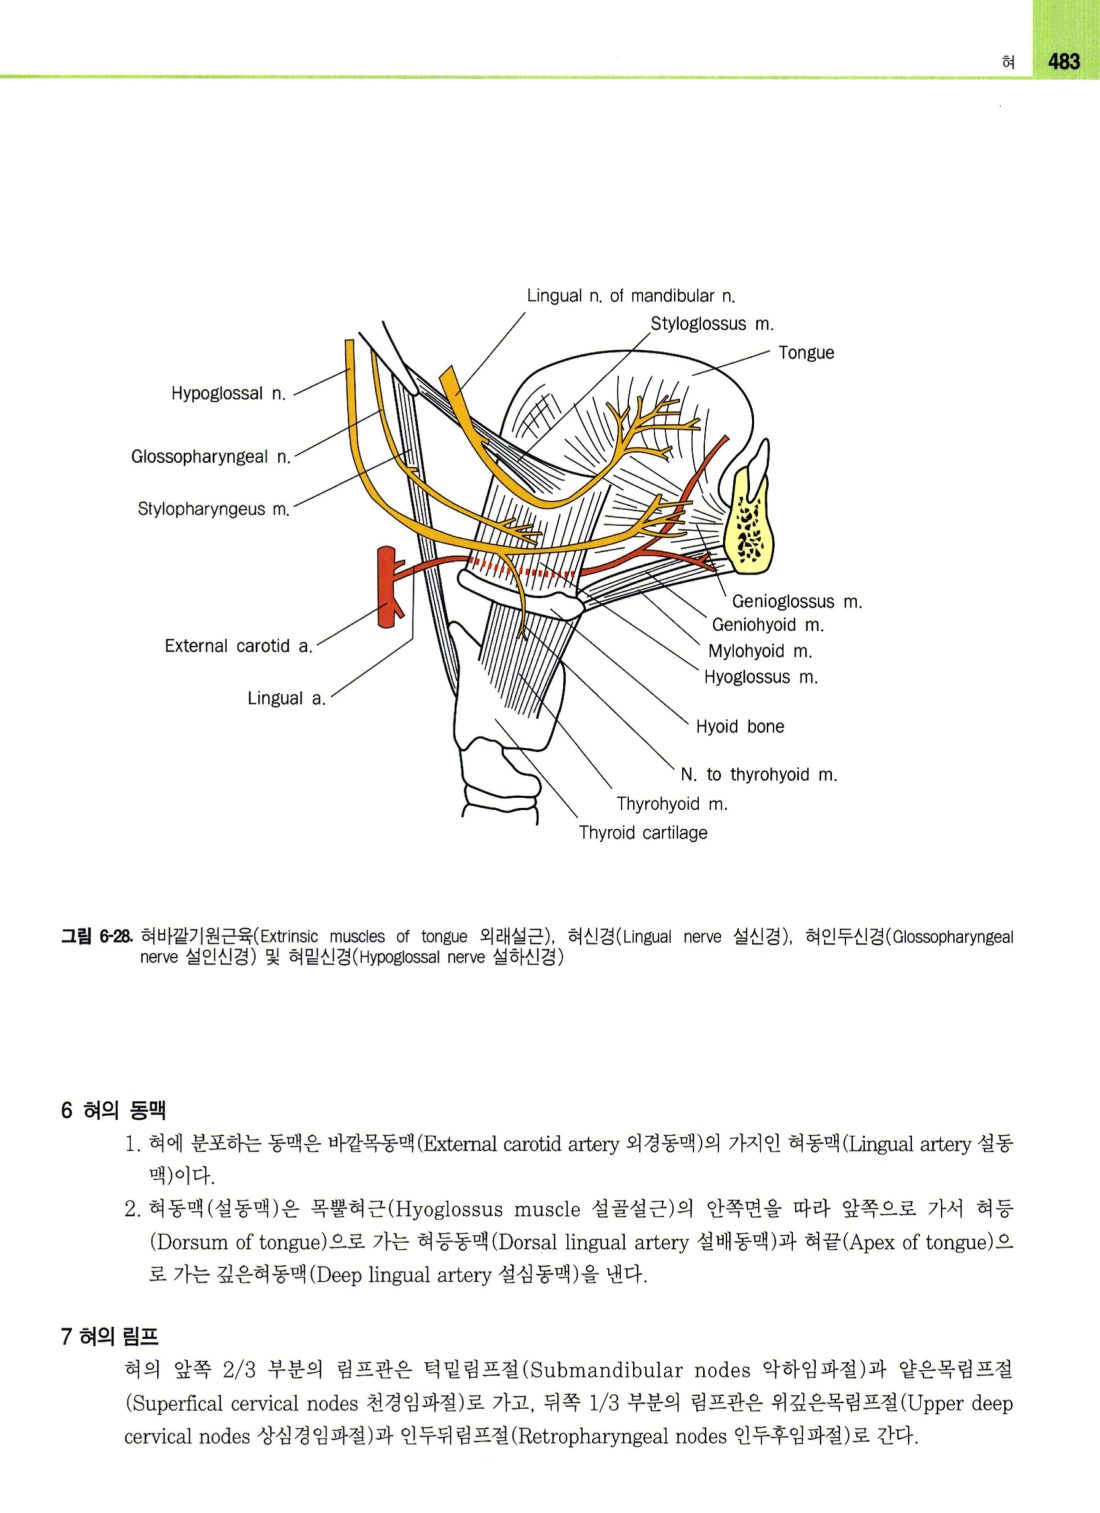 혀 483
Lingual n. of mandibular n.
Styloglossus m.
Tongue
Hypoglossal n.
Glossopharyngeal n.
Stylopharyngeus m.
External carotid a.
Lingual a.
Genioglossus m.
Geniohyoid m.
Mylohyoid m.
Hyoglossus m.
Hyoid bone
N. to thyrohyoid m.
Thyrohyoid m.
Thyroid cartilage
그림 6-28. 혀바깥기원근육(Extrinsic muscles of tongue 외래설근), 혀신경(Lingual nerve 설신경), 혀인두신경(Glossopharyngeal
nerve 설인신경) 및 혀밑신경(Hypoglossal nerve 설하신경)
6 혀의 동맥
1. 혀에 분포하는 동맥은 바깥목동맥(External carotid artery 외경동맥)의 가지인 혀동맥(Lingual artery 설동
맥)이다.
2. 혀동맥(설동맥)은 목뿔혀근(Hyoglossus muscle 설골설근)의 안쪽면을 따라 앞쪽으로 가서 혀등
(Dorsum of tongue)으로 가는 혀등동맥(Dorsal lingual artery 설배동맥)과 혀끝(Apex of tongue)으
로 가는 깊은혀동맥(Deep lingual artery 설심동맥)을 낸다.
7 혀의 림프
혀의 앞쪽 2/3 부분의 림프관은 턱밑림프절(Submandibular nodes 악하임파절)과 얕은목림프절
(Superfical cervical nodes 천경임파절)로 가고, 뒤쪽 1/3 부분의 림프관은 위깊은목림프절(Upper deep
cervical nodes 상심경임파절)과 인두뒤림프절(Retropharyngeal nodes 인두후임파절)로 간다.